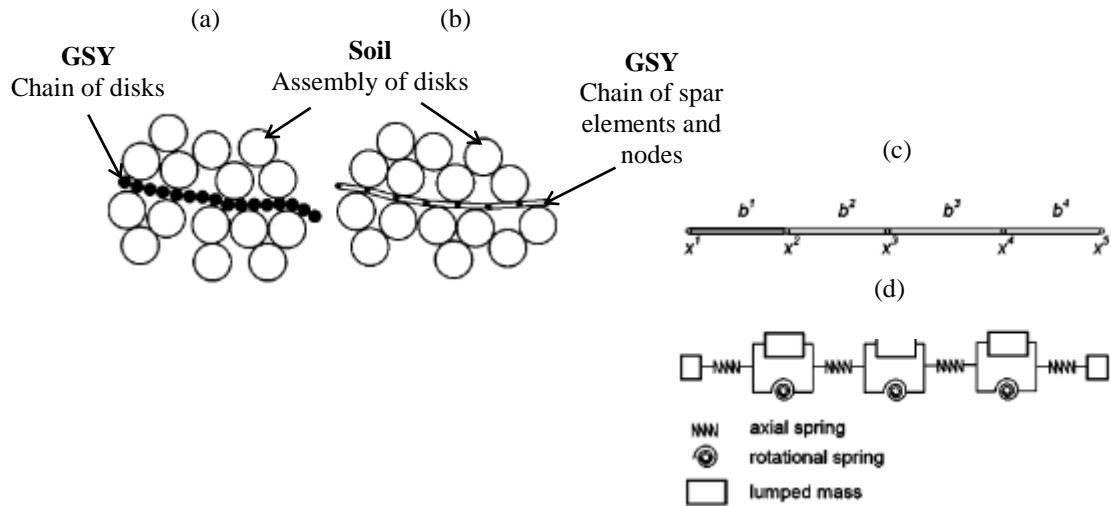 (a)
(b)
GSY
Chain of disks
Soil
Assembly of disks
GSY
Chain of spar
elements and
nodes
(c)
b¹ b² b³ b⁴
x¹ x² x³ x⁴ x⁵
(d)
axial spring
rotational spring
lumped mass